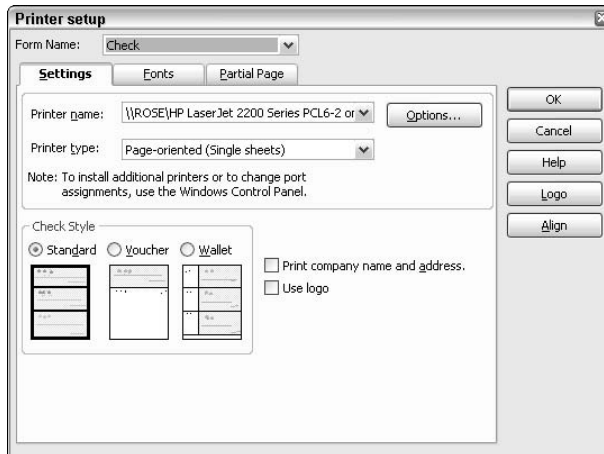 Printer setup
Form Name: Check
Settings Fonts Partial Page
Printer name: \\ROSE\HP LaserJet 2200 Series PCL6-2 or Options...
Printer type: Page-oriented (Single sheets)
Note: To install additional printers or to change port
assignments, use the Windows Control Panel.
OK
Cancel
Help
Logo
Align
Check Style
Standard Voucher Wallet
Print company name and address.
Use logo